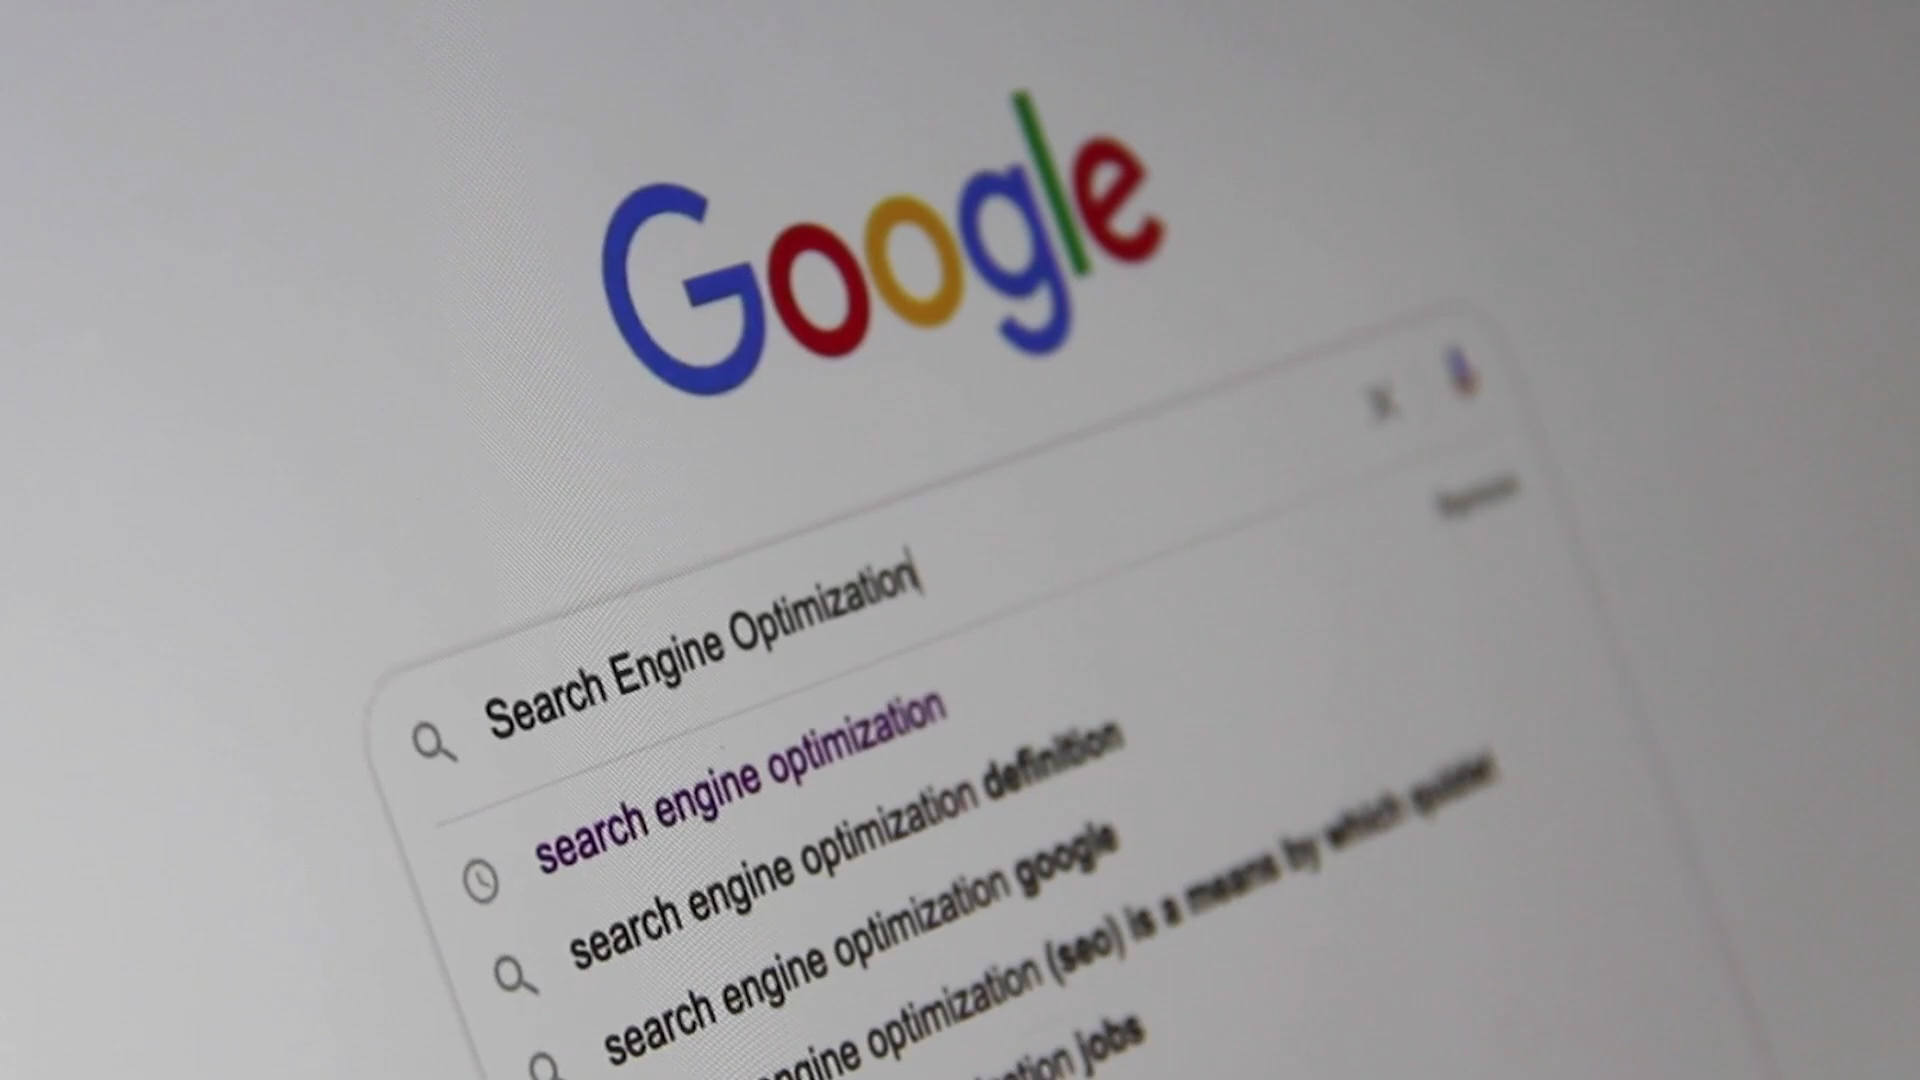 Google
Search Engine Optimization
search engine optimization
Remove
search engine optimization definition
search engine optimization google
engine optimization (seo) is a means by which
jobs